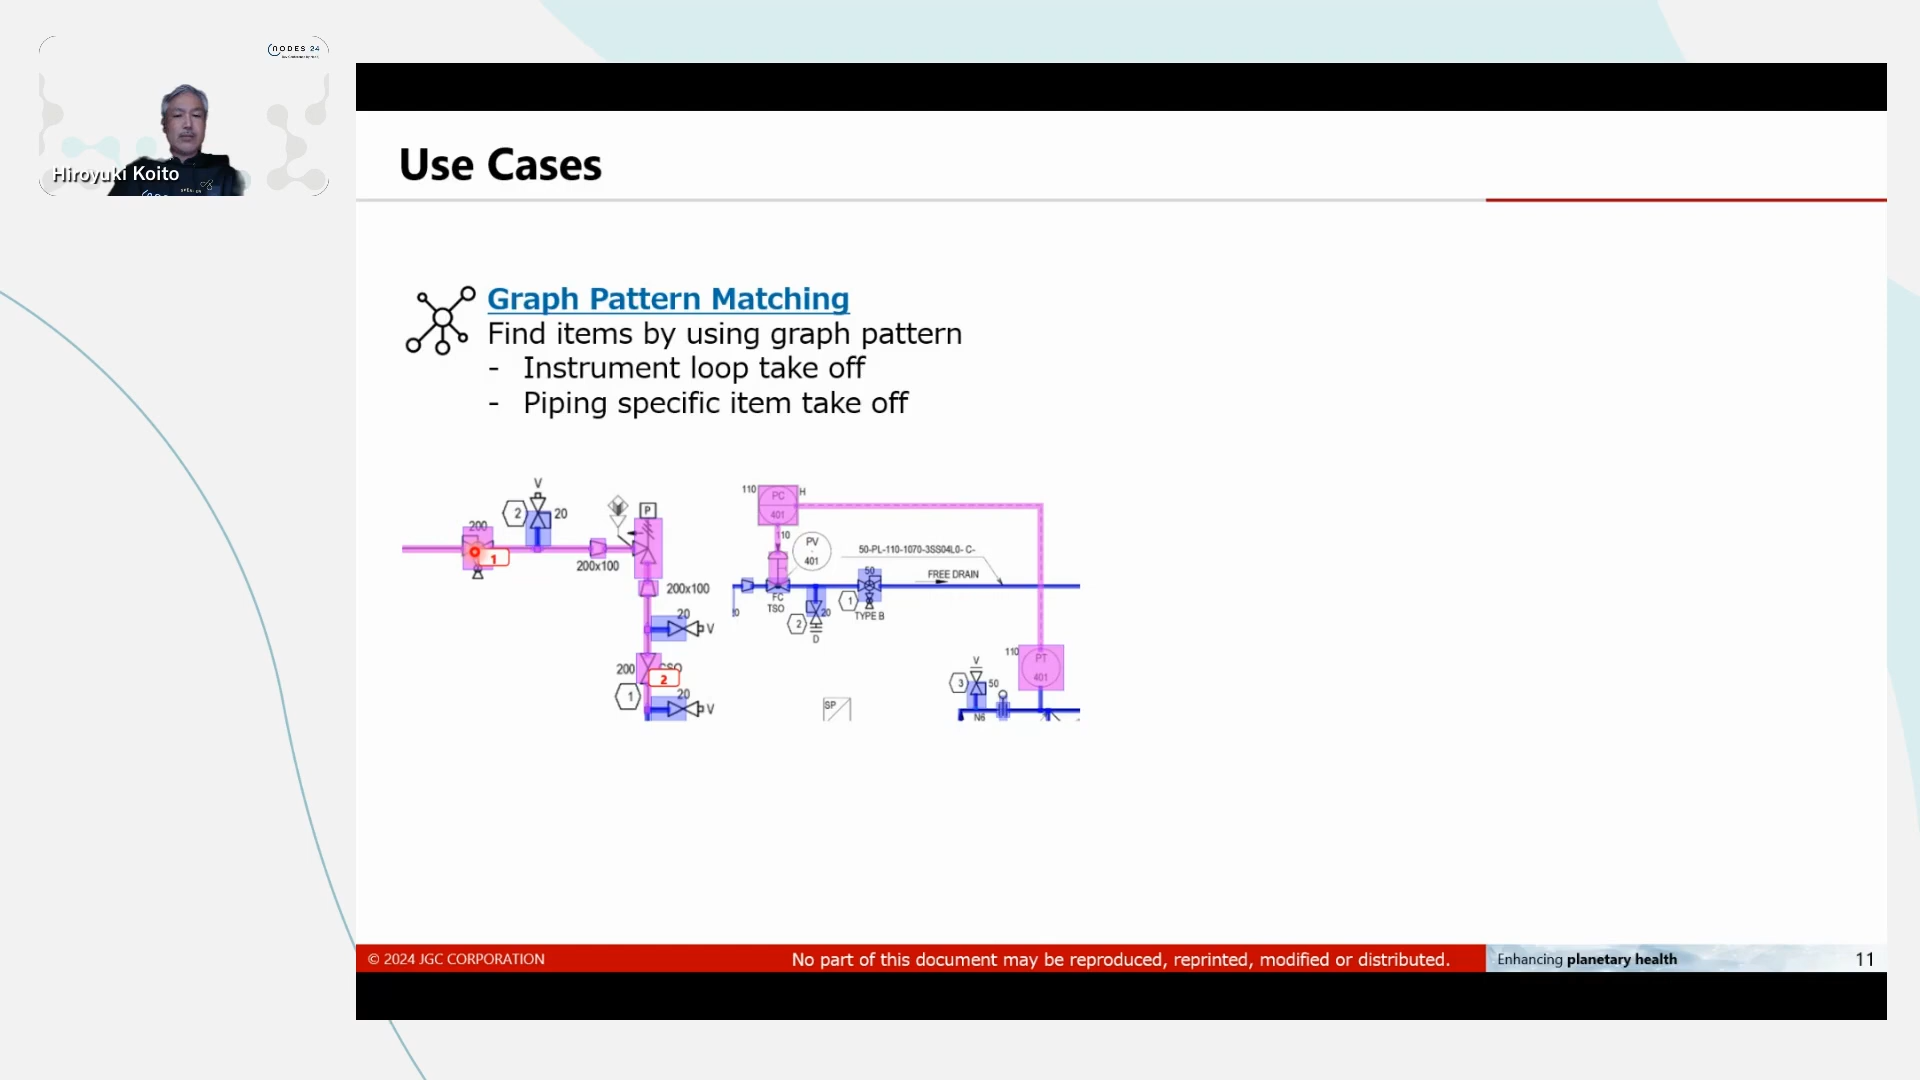 NODES 24
Hiroyuki Koito
Use Cases
Graph Pattern Matching
Find items by using graph pattern
- Instrument loop take off
- Piping specific item take off
V
2
20
200
1
P
200x100
200x100
20
V
200
CSO
2
1
20
V
110
PC
H
401
110
PV
401
50-PL-110-1070-3SS04L0- C-
50
FREE DRAIN
FC
TSO
20
1
TYPE B
2
D
110
PT
401
V
3
50
N6
SP
© 2024 JGC CORPORATION
No part of this document may be reproduced, reprinted, modified or distributed.
Enhancing planetary health
11